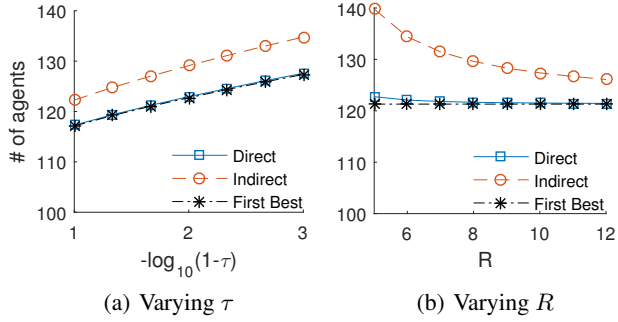 # of agents
140
130
120
110
100
Direct
Indirect
First Best
1
2
3
-log10(1-τ)
(a) Varying τ
140
130
120
110
100
Direct
Indirect
First Best
6
8
10
12
R
(b) Varying R